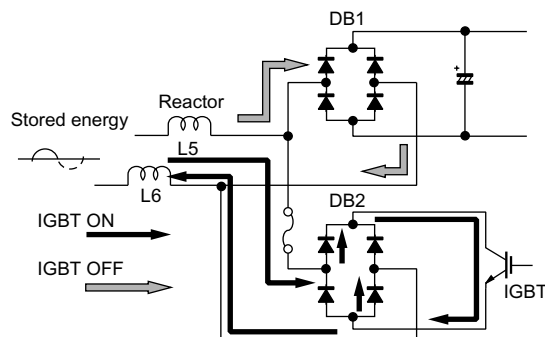 DB1
+
Reactor
Stored energy
L5
L6
DB2
IGBT ON
IGBT OFF
IGBT